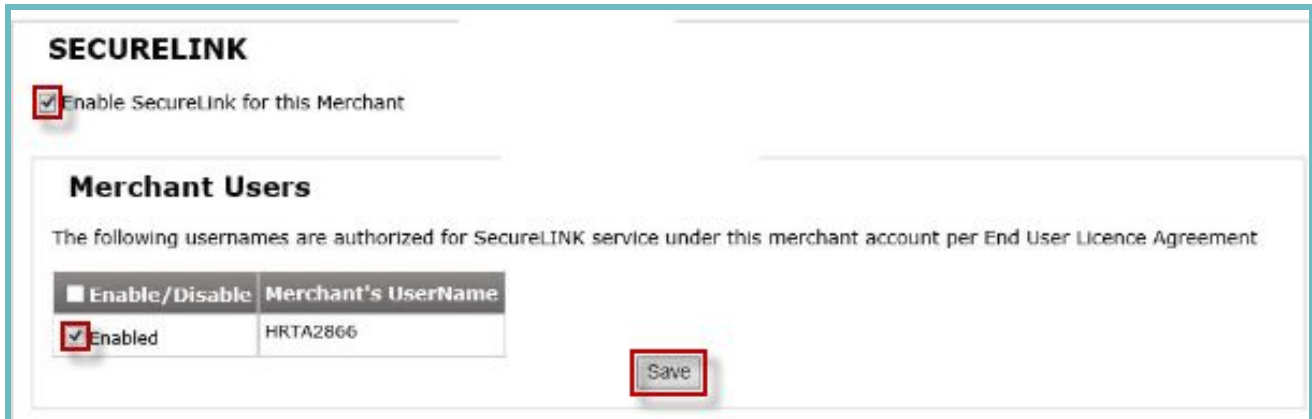 SECURELINK
Enable SecureLink for this Merchant
Merchant Users
The following usernames are authorized for SecureLINK service under this merchant account per End User Licence Agreement
Enable/Disable Merchant's UserName
Enabled HRTA2866
Save